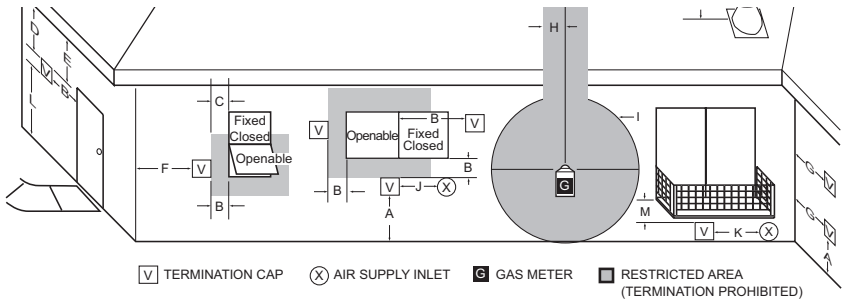 D
E
V
B
L
H
C
Fixed
Closed
Openable
F
V
B
V
Openable
B
Fixed
Closed
V
B
B
V
J
X
A
I
G
M
V
K
X
G
V
G
V
A
V TERMINATION CAP
X AIR SUPPLY INLET
G GAS METER
RESTRICTED AREA
(TERMINATION PROHIBITED)